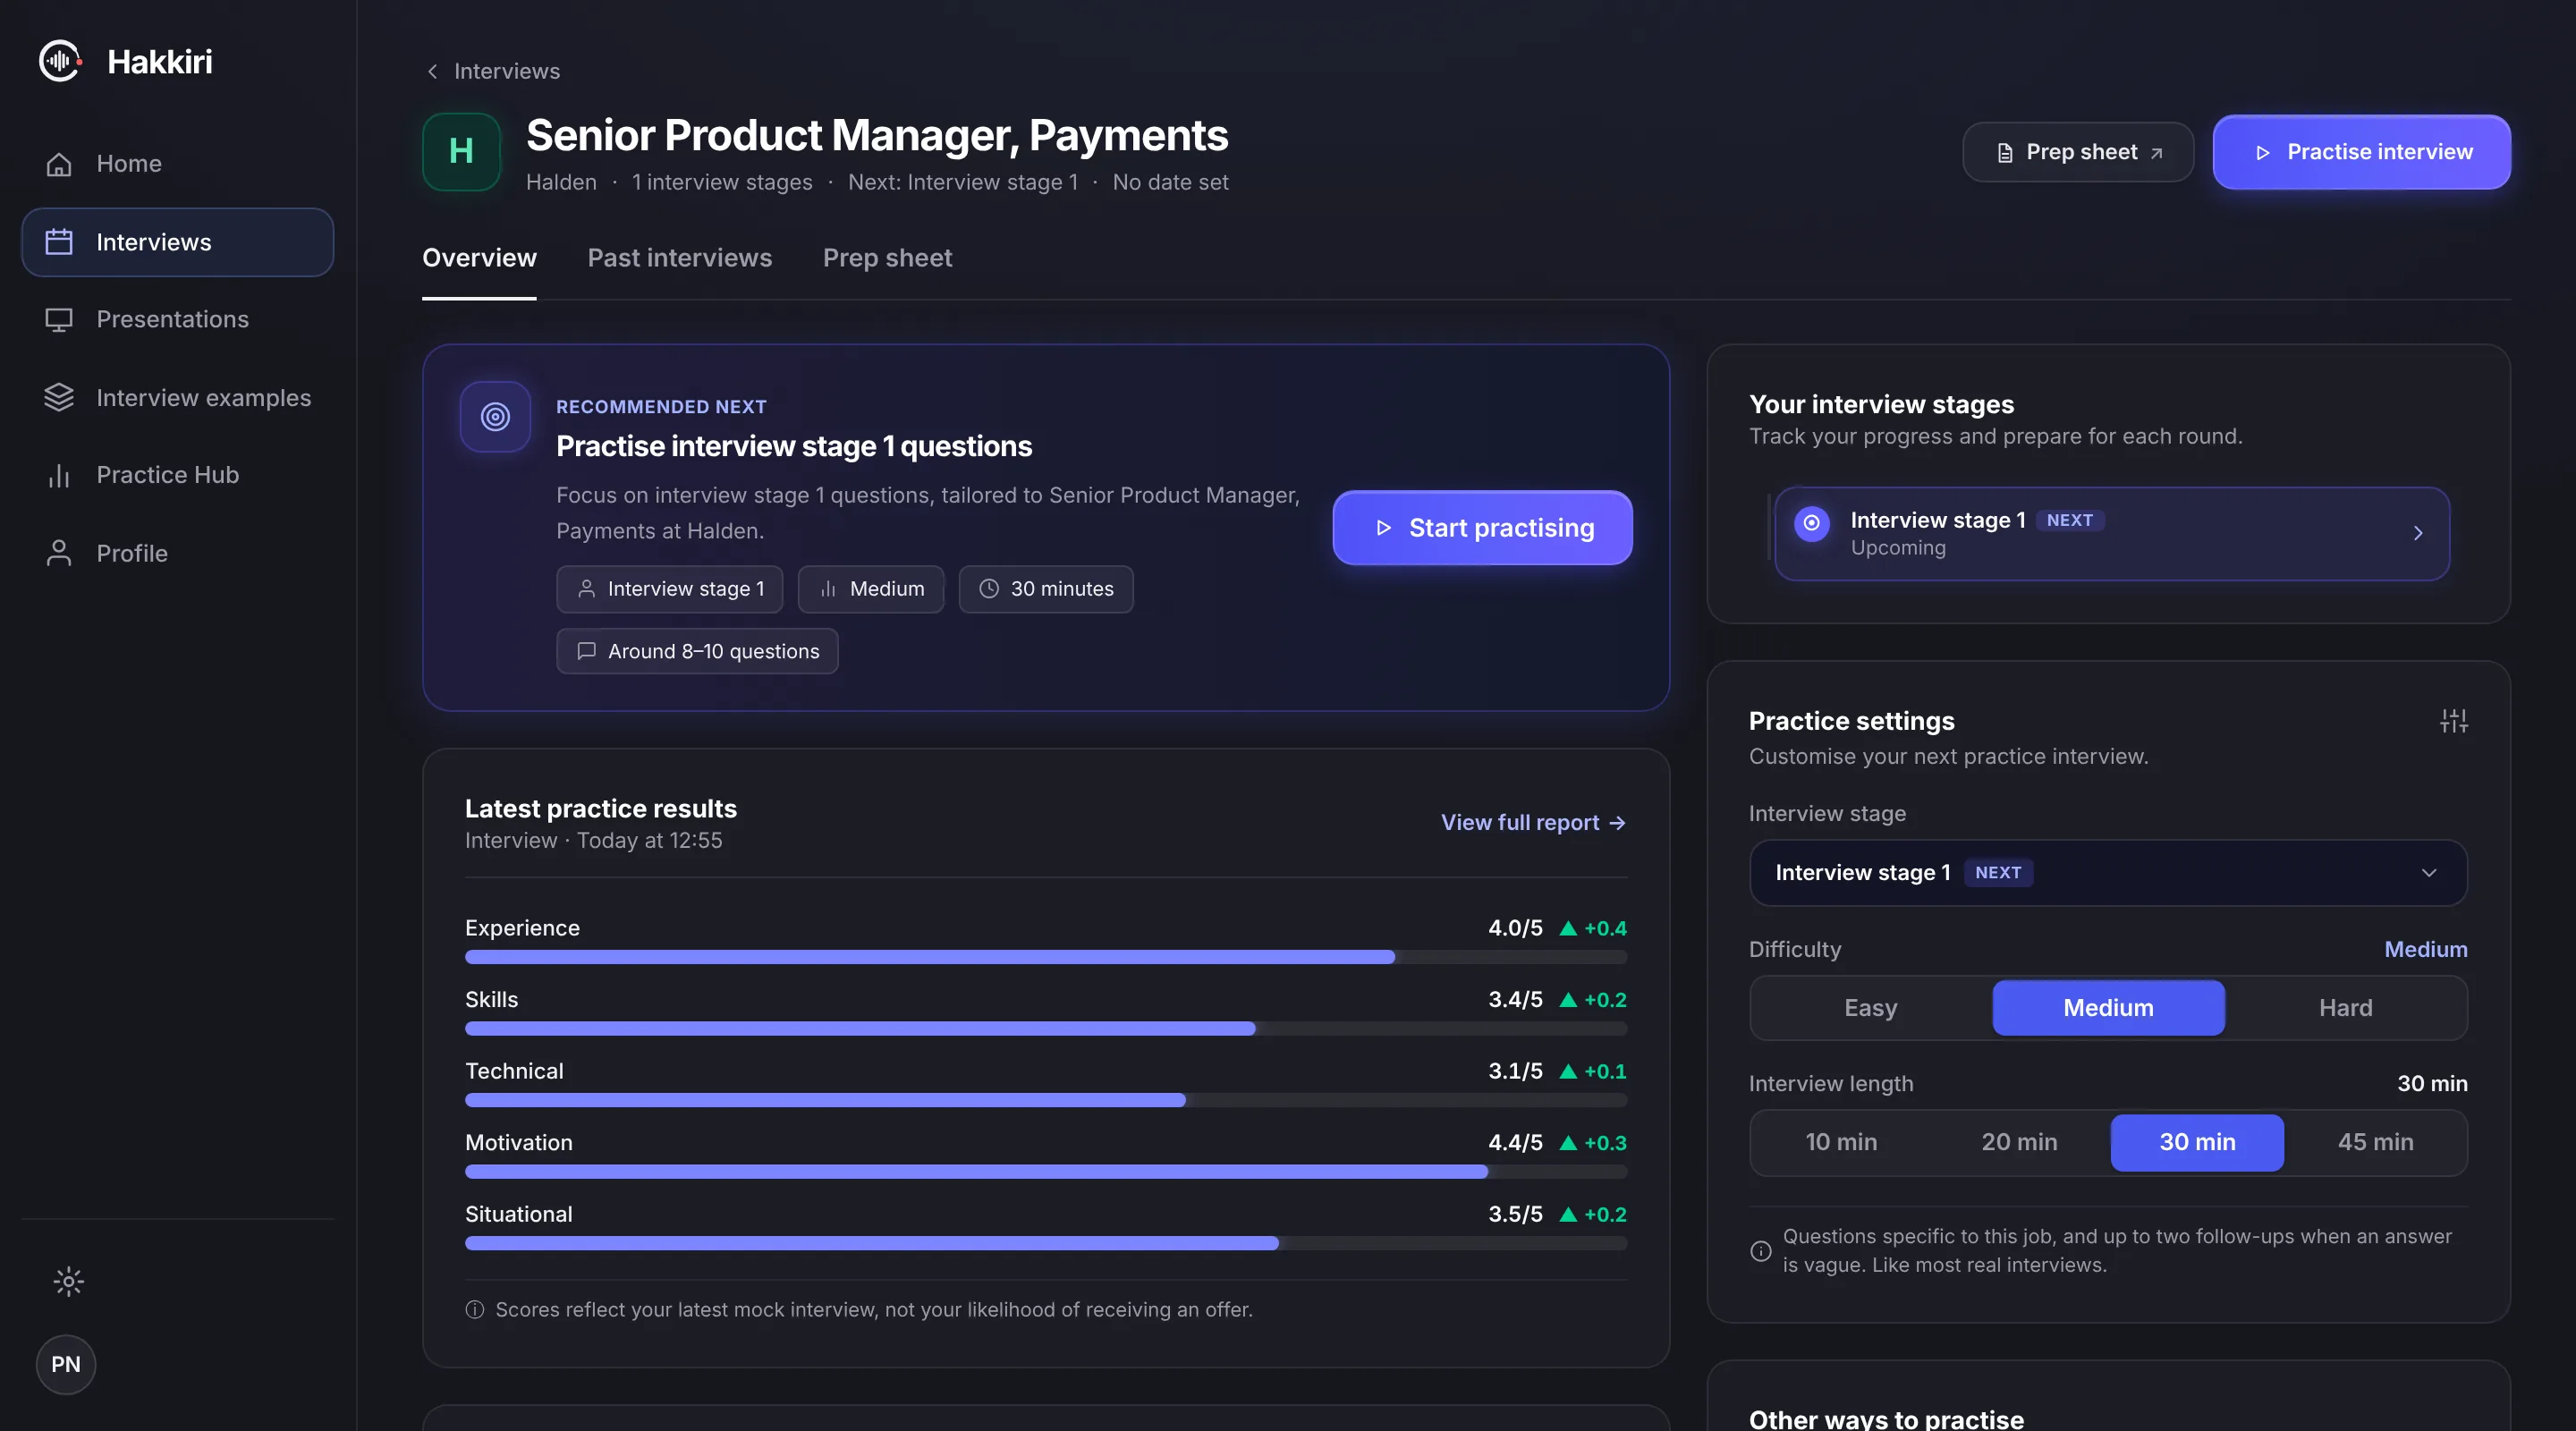 Hakkiri
Home
Interviews
Presentations
Interview examples
Practice Hub
Profile
PN
Interviews
H
Senior Product Manager, Payments
Halden · 1 interview stages · Next: Interview stage 1 · No date set
Prep sheet
Practise interview
Overview
Past interviews
Prep sheet
RECOMMENDED NEXT
Practise interview stage 1 questions
Focus on interview stage 1 questions, tailored to Senior Product Manager,
Payments at Halden.
Interview stage 1
Medium
30 minutes
Around 8–10 questions
Start practising
Latest practice results
Interview · Today at 12:55
View full report →
Experience 4.0/5 ▲ +0.4
Skills 3.4/5 ▲ +0.2
Technical 3.1/5 ▲ +0.1
Motivation 4.4/5 ▲ +0.3
Situational 3.5/5 ▲ +0.2
Scores reflect your latest mock interview, not your likelihood of receiving an offer.
Your interview stages
Track your progress and prepare for each round.
Interview stage 1 NEXT
Upcoming
Practice settings
Customise your next practice interview.
Interview stage
Interview stage 1 NEXT
Difficulty Medium
Easy Medium Hard
Interview length 30 min
10 min 20 min 30 min 45 min
Questions specific to this job, and up to two follow-ups when an answer
is vague. Like most real interviews.
Other ways to practise